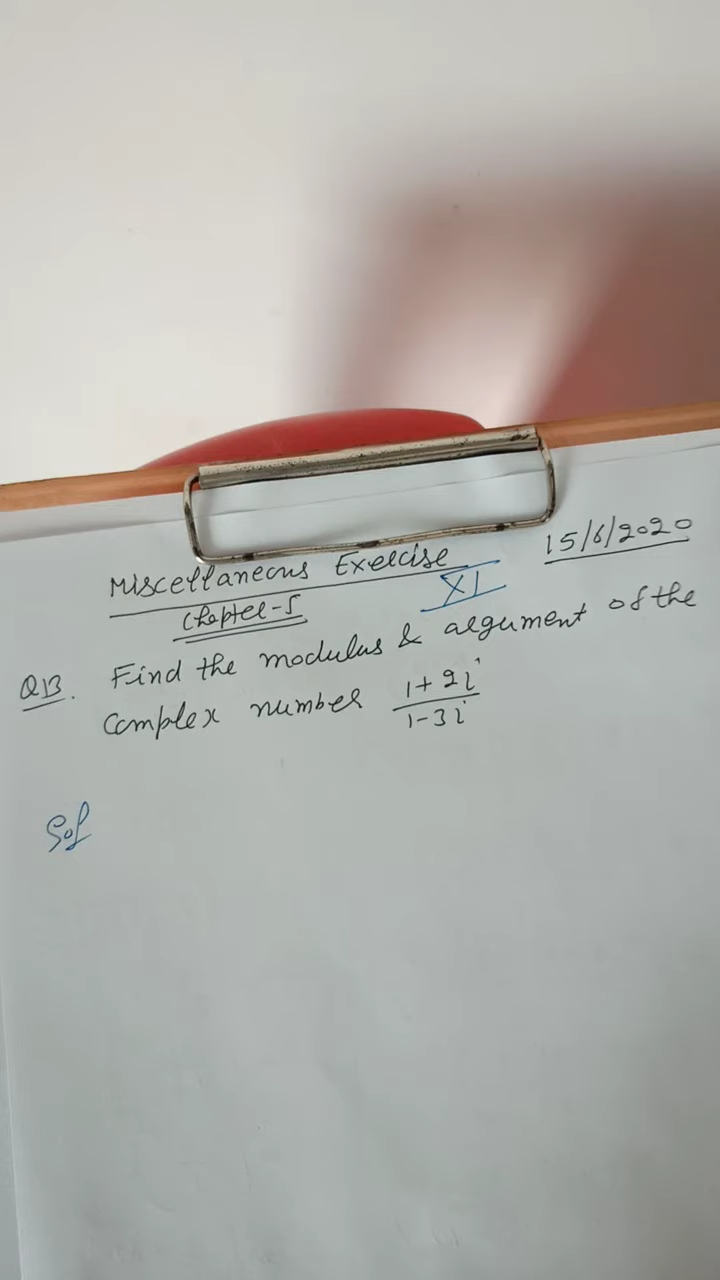 Miscellaneous Exercise 15/6/2020
Chapter-5 XI
Q13. Find the modulus & argument of the
complex number 1+2i/1-3i
Sol